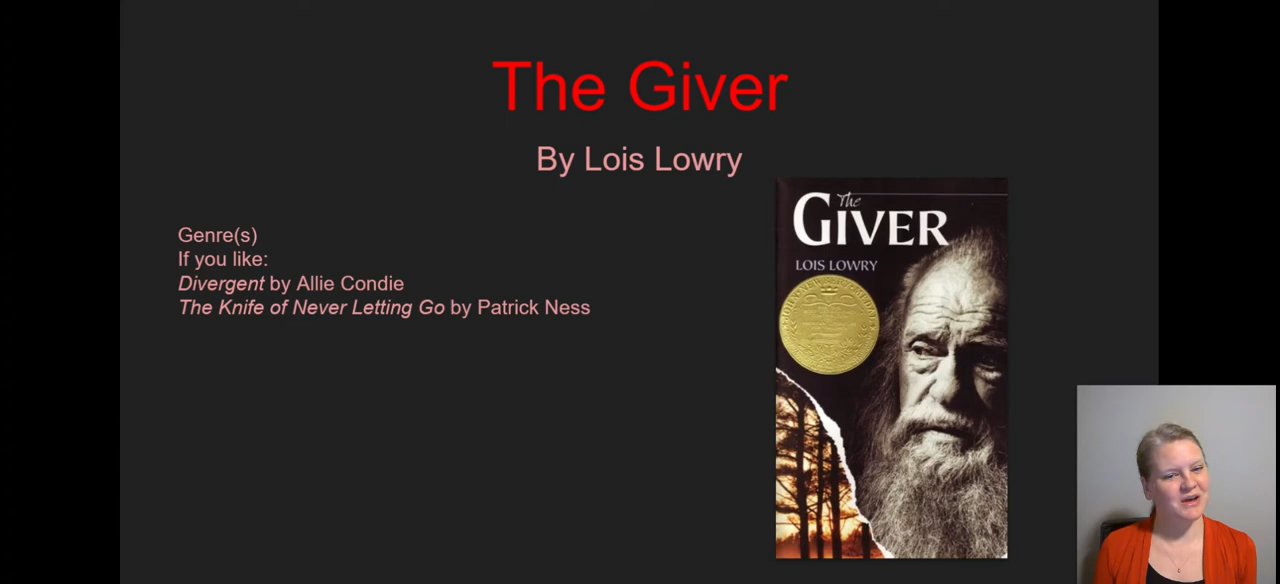 The Giver
By Lois Lowry
Genre(s)
If you like:
Divergent by Allie Condie
The Knife of Never Letting Go by Patrick Ness
The
GIVER
LOIS LOWRY